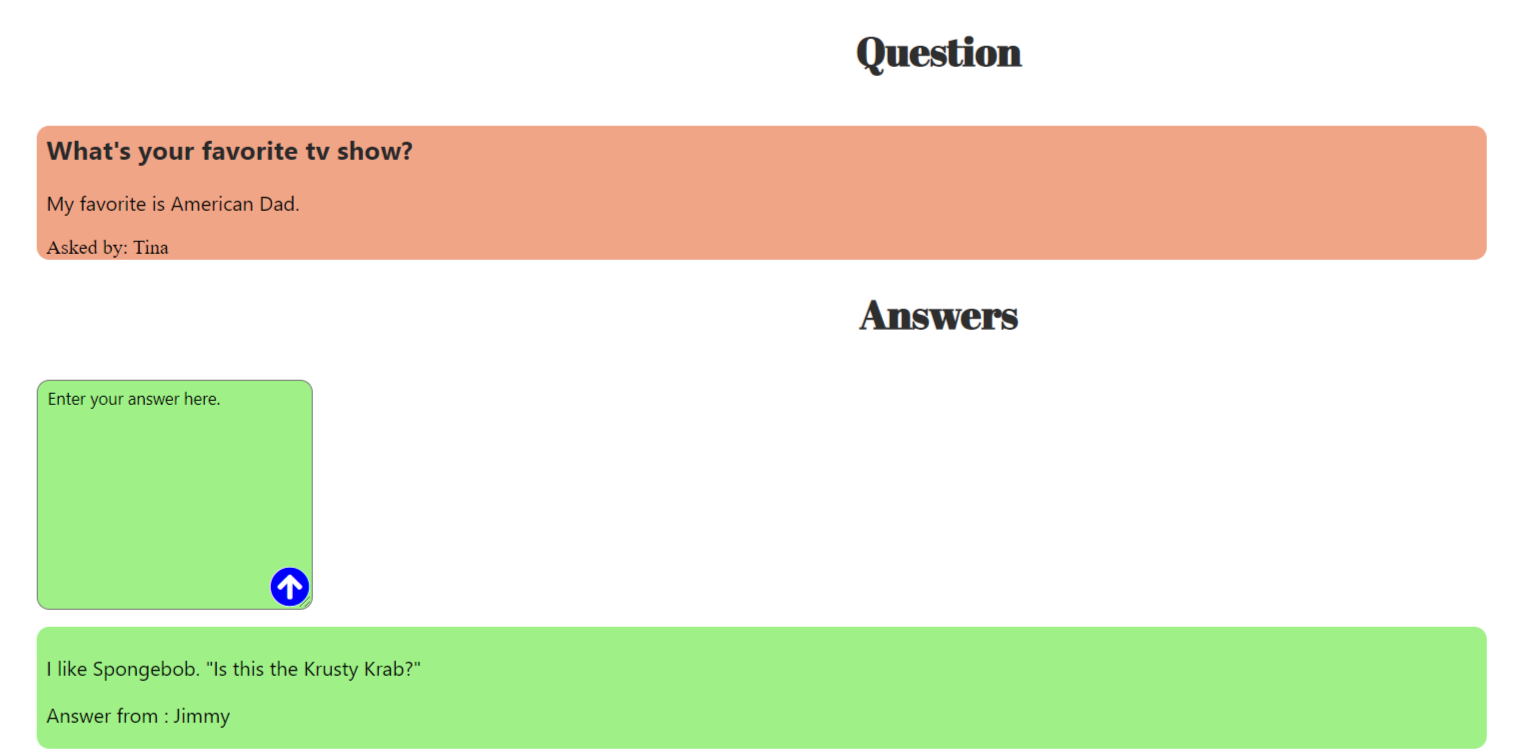 Question
What's your favorite tv show?
My favorite is American Dad.
Asked by: Tina
Answers
Enter your answer here.
I like Spongebob. "Is this the Krusty Krab?"
Answer from : Jimmy